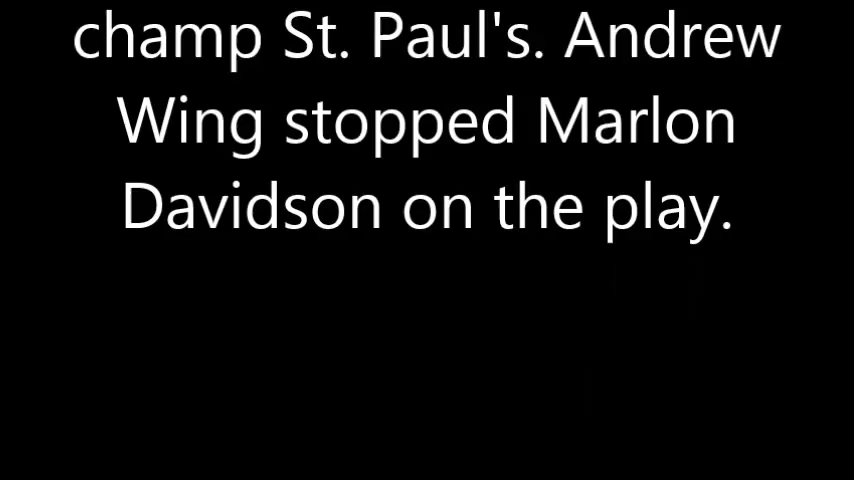 champ St. Paul's. Andrew
Wing stopped Marlon
Davidson on the play.